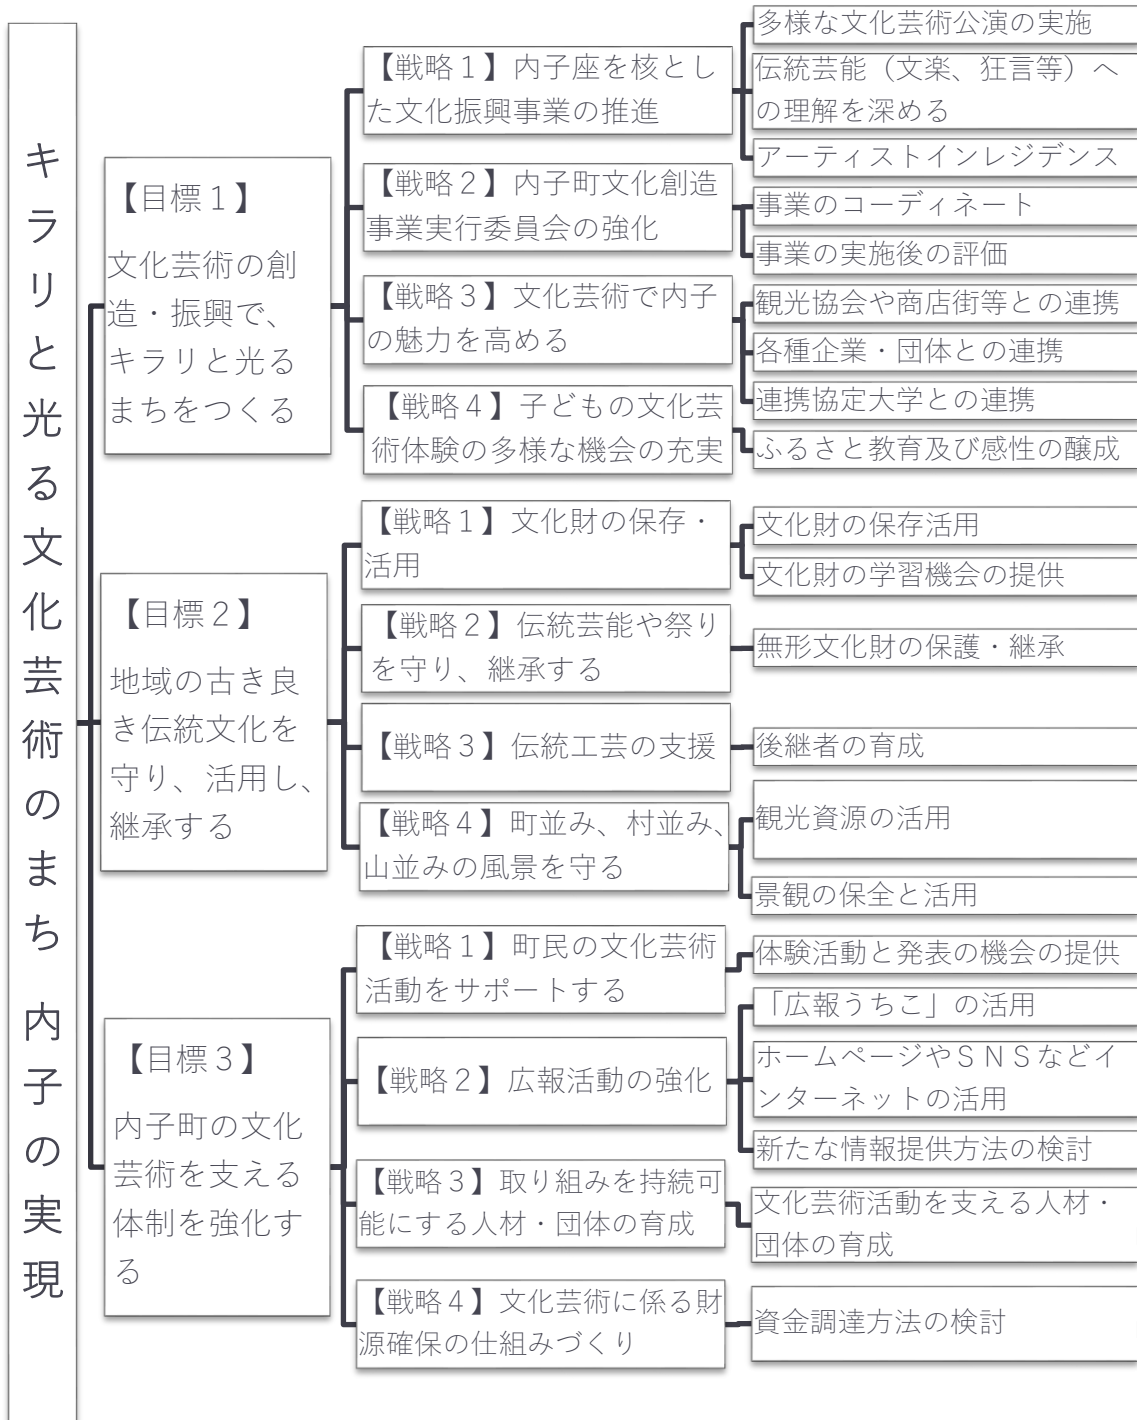 キラリと光る文化芸術のまち 内子の実現
【目標１】
文化芸術の創
造・振興で、
キラリと光る
まちをつくる
【戦略１】内子座を核とし
た文化振興事業の推進
多様な文化芸術公演の実施
伝統芸能（文楽、狂言等）へ
の理解を深める
アーティストインレジデンス
【戦略２】内子町文化創造
事業実行委員会の強化
事業のコーディネート
事業の実施後の評価
【戦略３】文化芸術で内子
の魅力を高める
観光協会や商店街等との連携
各種企業・団体との連携
連携協定大学との連携
【戦略４】子どもの文化芸
術体験の多様な機会の充実
ふるさと教育及び感性の醸成
【目標２】
地域の古き良
き伝統文化を
守り、活用し、
継承する
【戦略１】文化財の保存・
活用
文化財の保存活用
文化財の学習機会の提供
【戦略２】伝統芸能や祭り
を守り、継承する
無形文化財の保護・継承
【戦略３】伝統工芸の支援
後継者の育成
【戦略４】町並み、村並み、
山並みの風景を守る
観光資源の活用
景観の保全と活用
【目標３】
内子町の文化
芸術を支える
体制を強化す
る
【戦略１】町民の文化芸術
活動をサポートする
体験活動と発表の機会の提供
【戦略２】広報活動の強化
「広報うちこ」の活用
ホームページやＳＮＳなどイ
ンターネットの活用
新たな情報提供方法の検討
【戦略３】取り組みを持続可
能にする人材・団体の育成
文化芸術活動を支える人材・
団体の育成
【戦略４】文化芸術に係る財
源確保の仕組みづくり
資金調達方法の検討